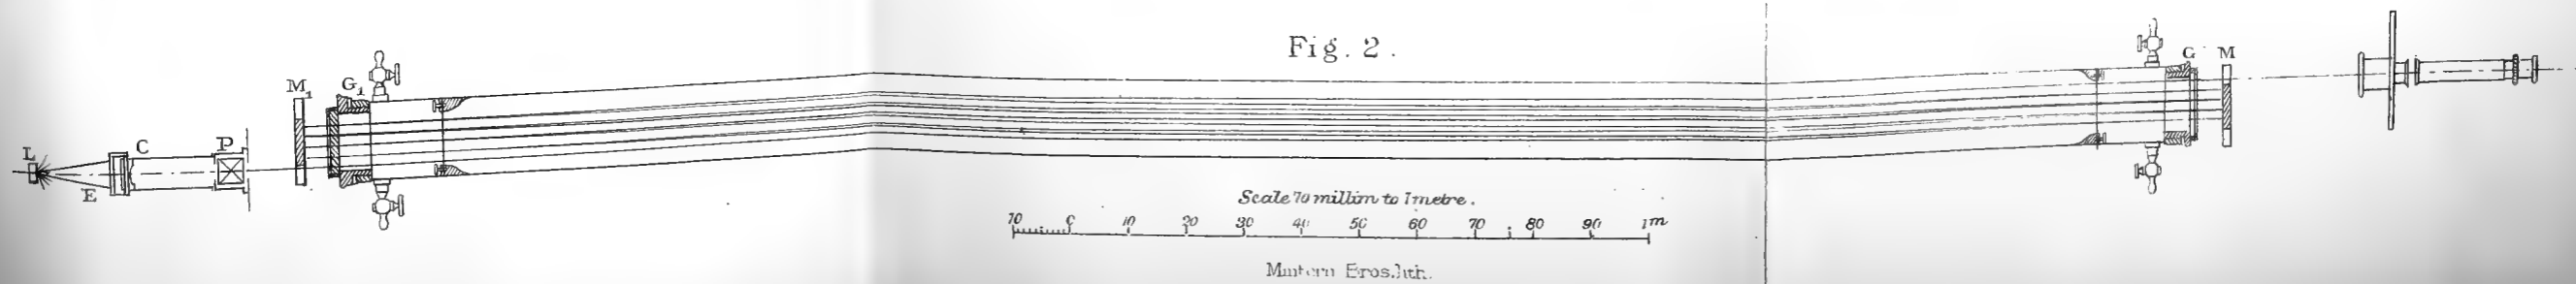 Fig. 2.
M1 G1
G M
L C P
E
Scale 70 millim to 1 metre.
10 0 10 20 30 40 50 60 70 80 90 1m
Mintern Bros. lith.